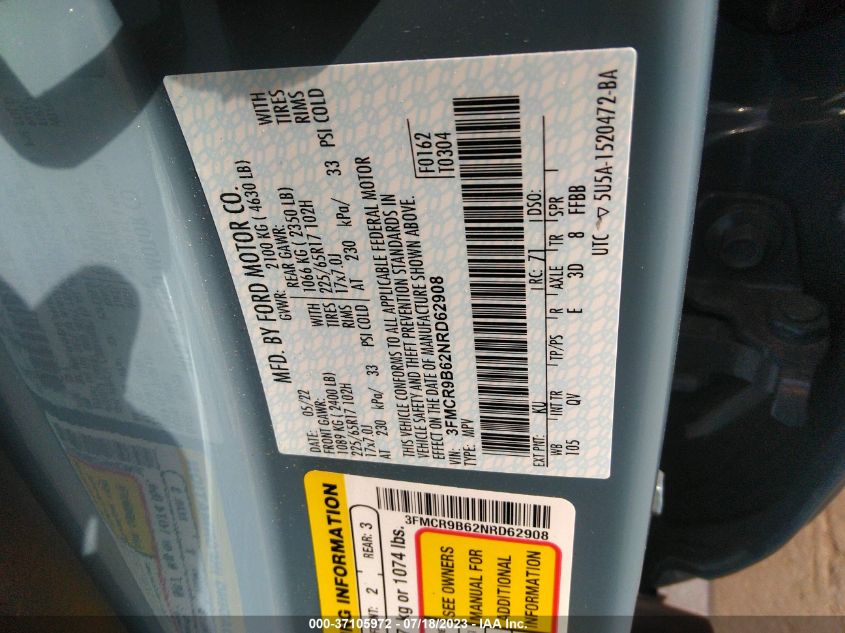 MFD. BY FORD MOTOR CO.
DATE: 05/22 GVWR: 2100 KG ( 4630 LB)
FRONT GAWR: REAR GAWR:
1089 KG ( 2400 LB) 1066 KG ( 2350 LB) WITH
225/65R17 102H WITH TIRES 225/65R17 102H TIRES
17x7.0J RIMS 17x7.0J RIMS
AT 230 kPa/ 33 PSI COLD AT 230 kPa/ 33 PSI COLD
THIS VEHICLE CONFORMS TO ALL APPLICABLE FEDERAL MOTOR
VEHICLE SAFETY AND THEFT PREVENTION STANDARDS IN
EFFECT ON THE DATE OF MANUFACTURE SHOWN ABOVE.
VIN: 3FMCR9B62NRD62908
TYPE: MPV
F0162
T0304
EXT PNT: KU RC: 71 DSO:
WB INT TR TP/PS R AXLE TR SPR
105 QV E 3D 8 FFBB
UTC 5U5A-1520472-BA
NG INFORMATION
2 REAR: 3
kg or 1074 lbs.
3FMCR9B62NRD62908
SEE OWNERS
MANUAL FOR
ADDITIONAL
INFORMATION
000-37105972 - 07/18/2023 - IAA Inc.